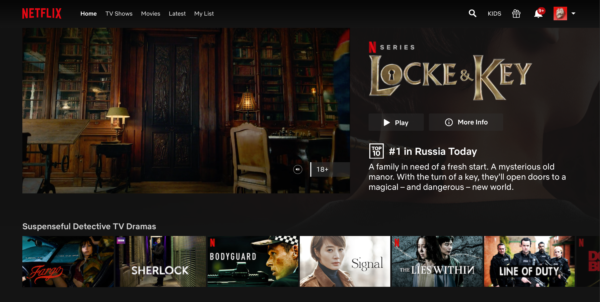 NETFLIX
Home TV Shows Movies Latest My List
KIDS
9+
N SERIES
LOCKE & KEY
Play
More Info
18+
TOP 10
#1 in Russia Today
A family in need of a fresh start. A mysterious old
manor. With the turn of a key, they'll open doors to a
magical – and dangerous – new world.
Suspenseful Detective TV Dramas
Fargo
SHERLOCK
N
BODYGUARD
Signal
N
THE LIES WITHIN
LINE OF DUTY